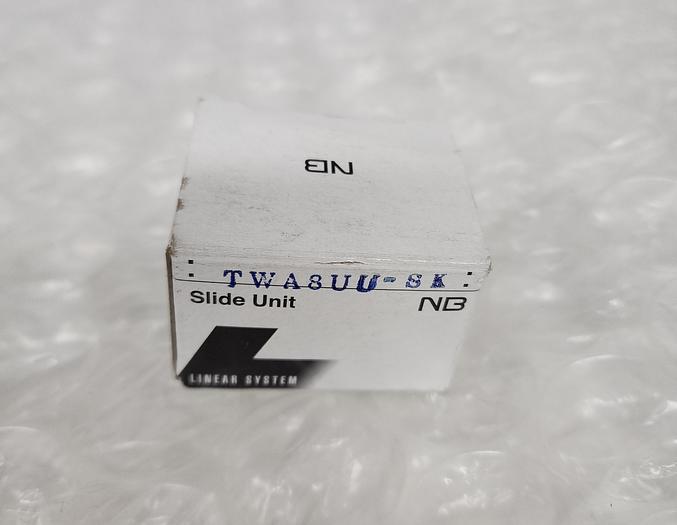 NB
TWA8UU-SK
Slide Unit NB
LINEAR SYSTEM